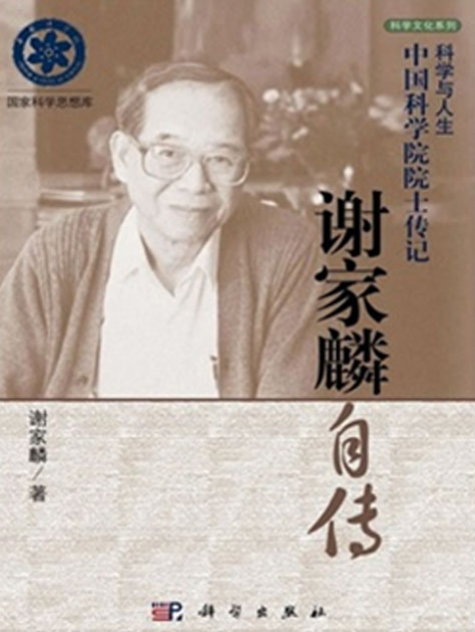 科学文化系列
国家科学思想库
科学与人生
中国科学院院士传记
谢家麟
自传
谢家麟/著
科学出版社